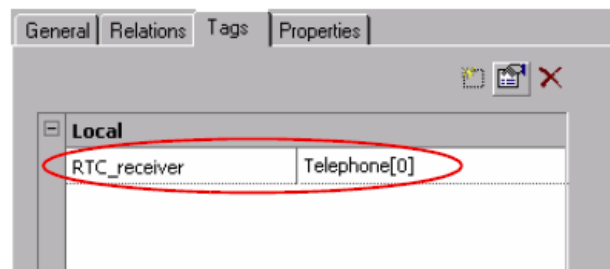 General Relations Tags Properties
Local
RTC_receiver Telephone[0]